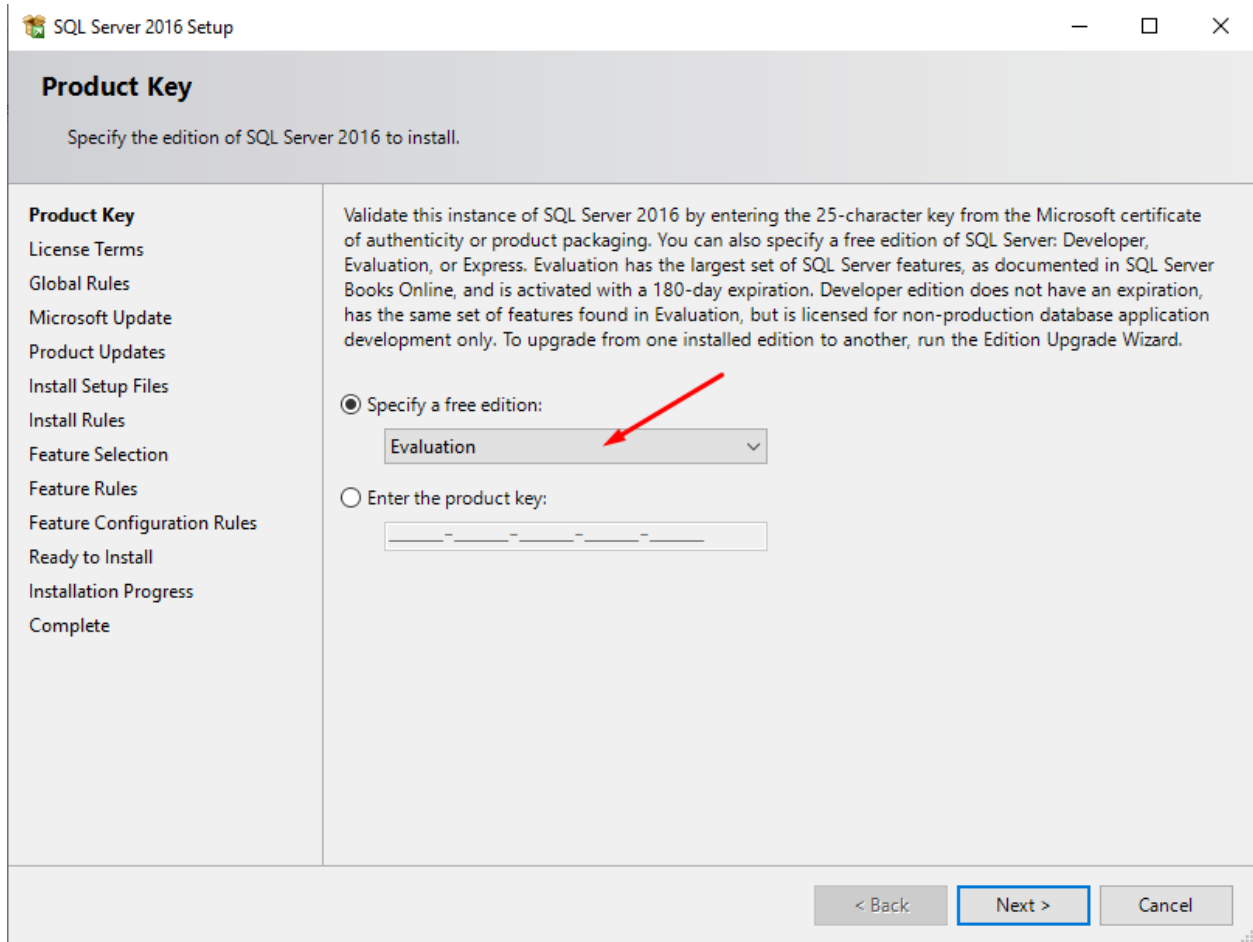 SQL Server 2016 Setup
Product Key
Specify the edition of SQL Server 2016 to install.
Product Key
License Terms
Global Rules
Microsoft Update
Product Updates
Install Setup Files
Install Rules
Feature Selection
Feature Rules
Feature Configuration Rules
Ready to Install
Installation Progress
Complete
Validate this instance of SQL Server 2016 by entering the 25-character key from the Microsoft certificate
of authenticity or product packaging. You can also specify a free edition of SQL Server: Developer,
Evaluation, or Express. Evaluation has the largest set of SQL Server features, as documented in SQL Server
Books Online, and is activated with a 180-day expiration. Developer edition does not have an expiration,
has the same set of features found in Evaluation, but is licensed for non-production database application
development only. To upgrade from one installed edition to another, run the Edition Upgrade Wizard.
Specify a free edition:
Evaluation
Enter the product key:
_____-_____-_____-_____-_____
< Back
Next >
Cancel